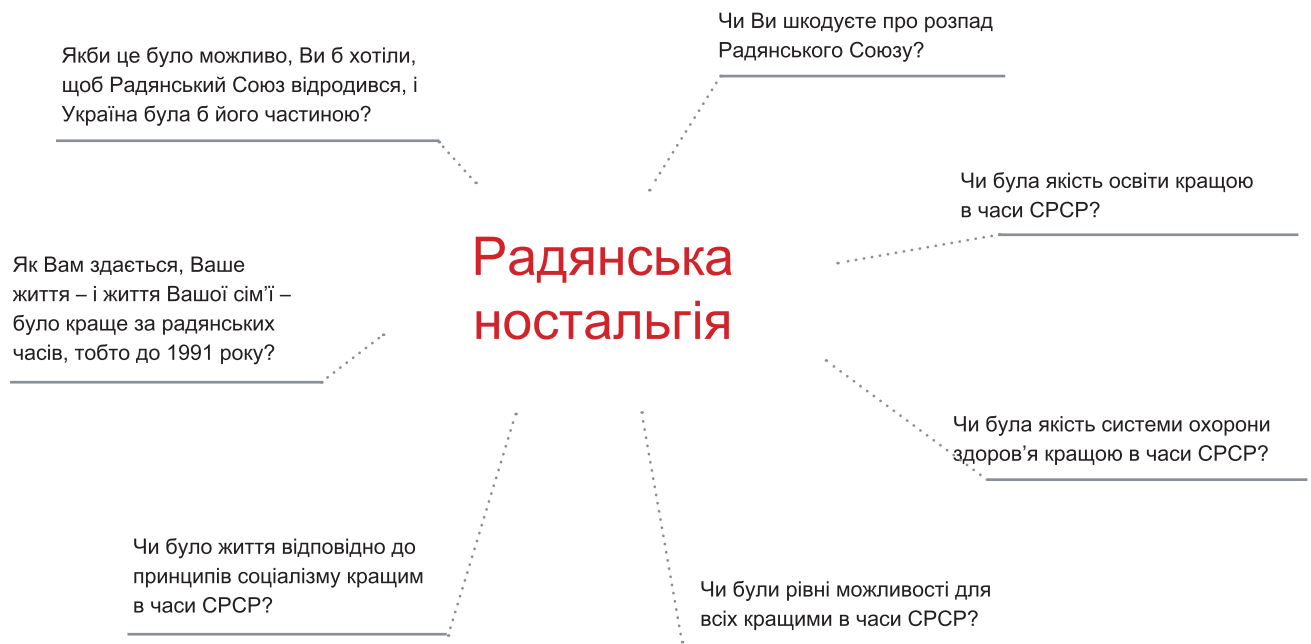 Чи Ви шкодуєте про розпад
Радянського Союзу?
Якби це було можливо, Ви б хотіли,
щоб Радянський Союз відродився, і
Україна була б його частиною?
Чи була якість освіти кращою
в часи СРСР?
Радянська
ностальгія
Як Вам здається, Ваше
життя – і життя Вашої сім’ї –
було краще за радянських
часів, тобто до 1991 року?
Чи була якість системи охорони
здоров’я кращою в часи СРСР?
Чи було життя відповідно до
принципів соціалізму кращим
в часи СРСР?
Чи були рівні можливості для
всіх кращими в часи СРСР?